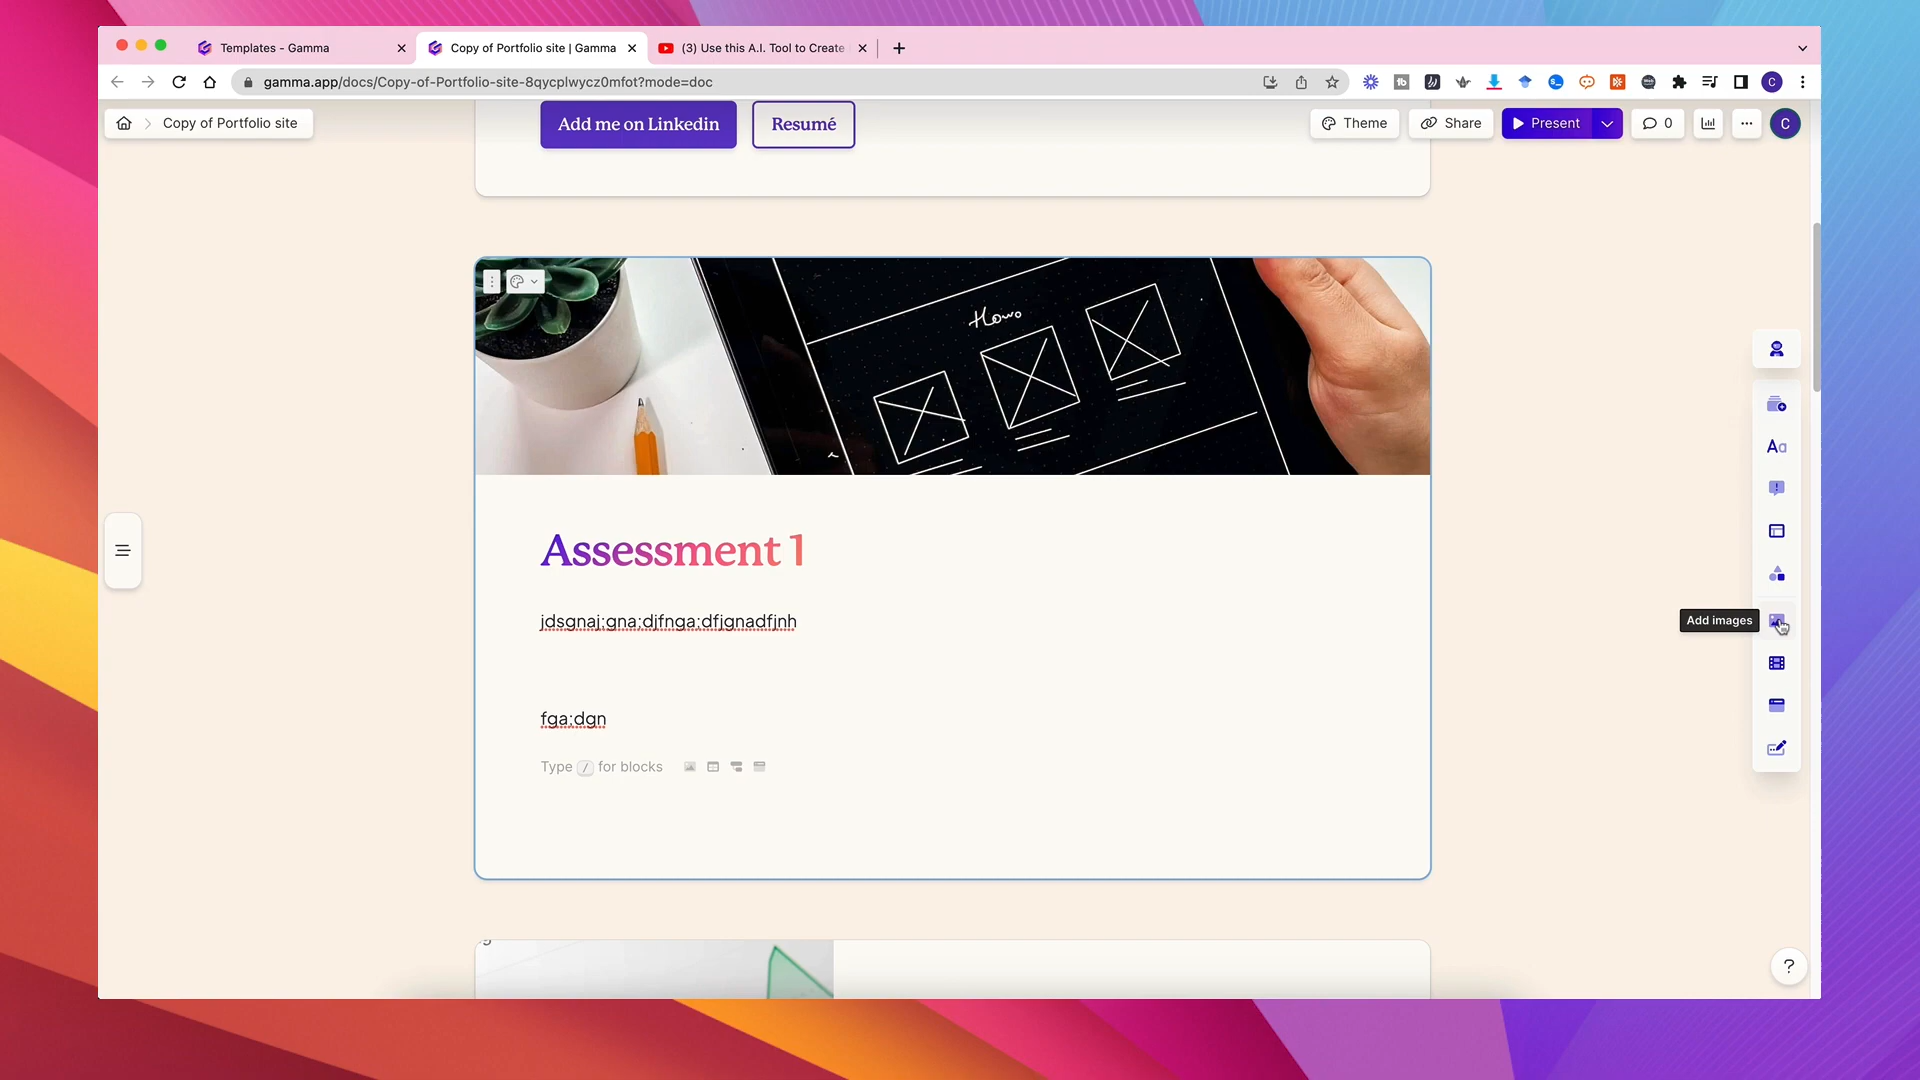 Templates - Gamma
Copy of Portfolio site | Gamma
(3) Use this A.I. Tool to Create
gamma.app/docs/Copy-of-Portfolio-site-8qycplwycz0mfot?mode=doc
C
Copy of Portfolio site
Add me on Linkedin
Resumé
Theme
Share
Present
0
C
Assessment 1
jdsgnaj;gna;djfnga;dfjgnadfjnh
fga;dgn
Type / for blocks
Aa
Add images
?